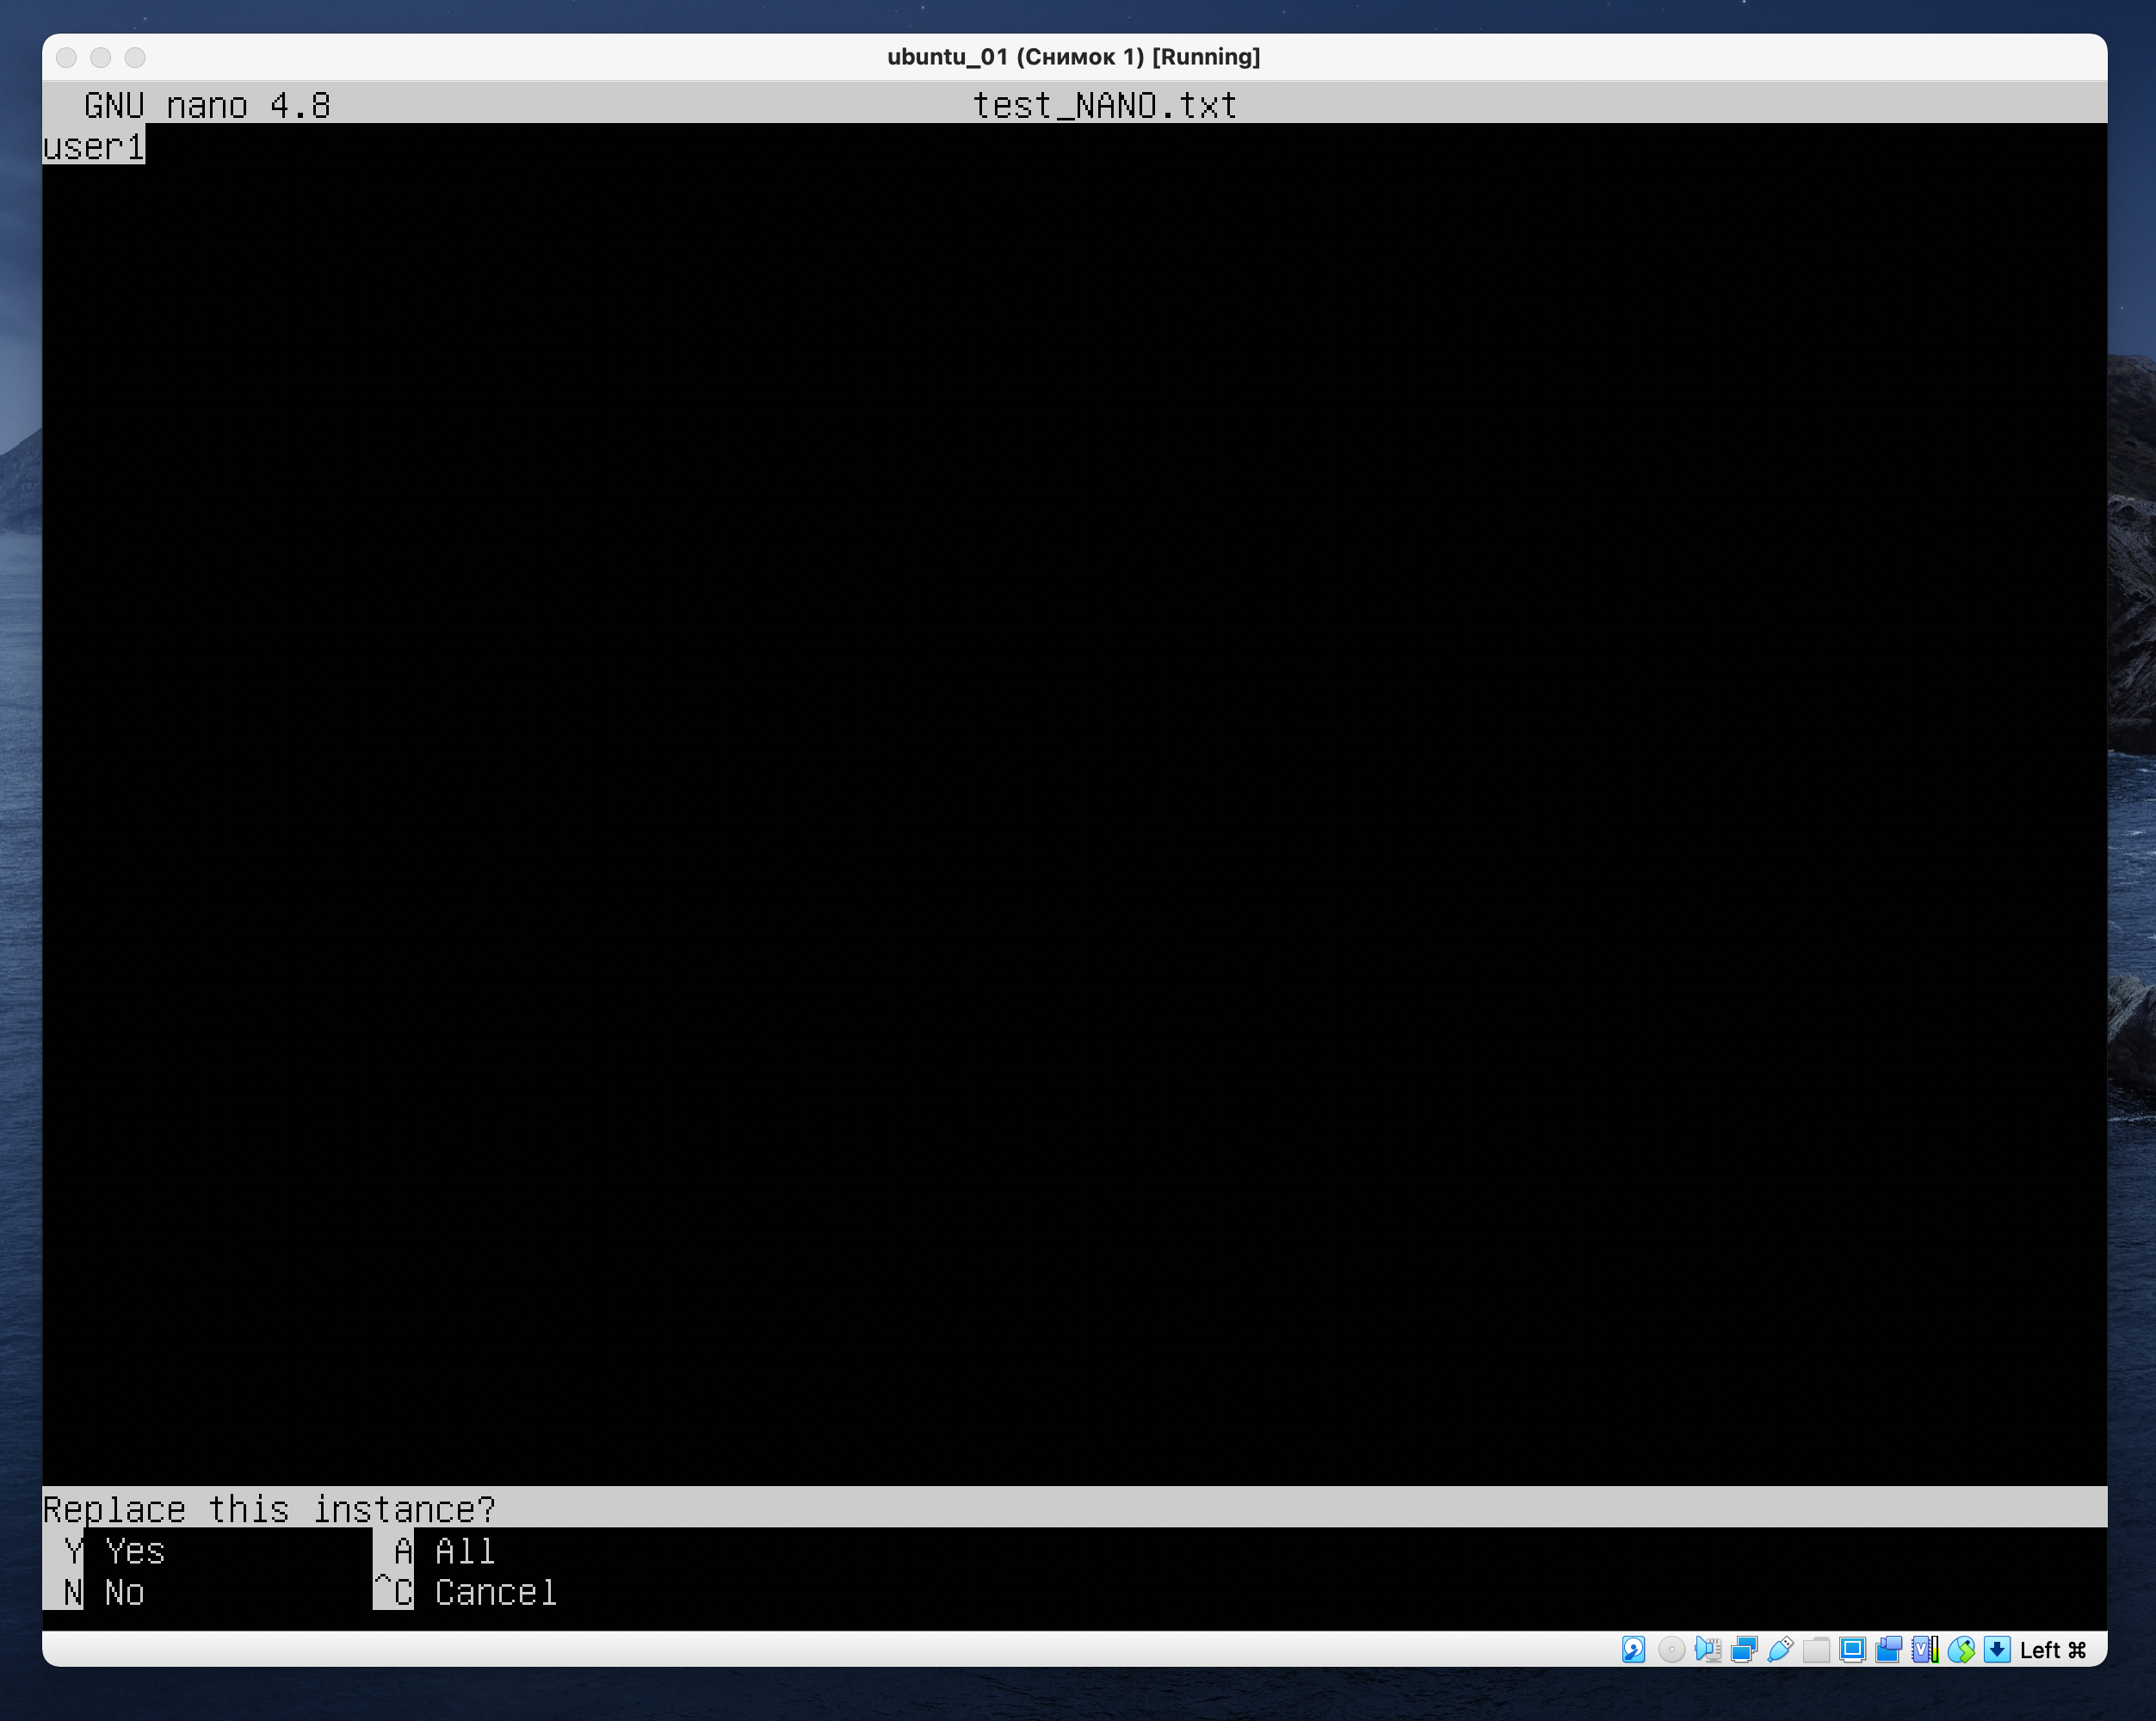 ubuntu_01 (Снимок 1) [Running]
GNU nano 4.8 test_NANO.txt
user1
Replace this instance?
Y Yes A All
N No ^C Cancel
Left ⌘